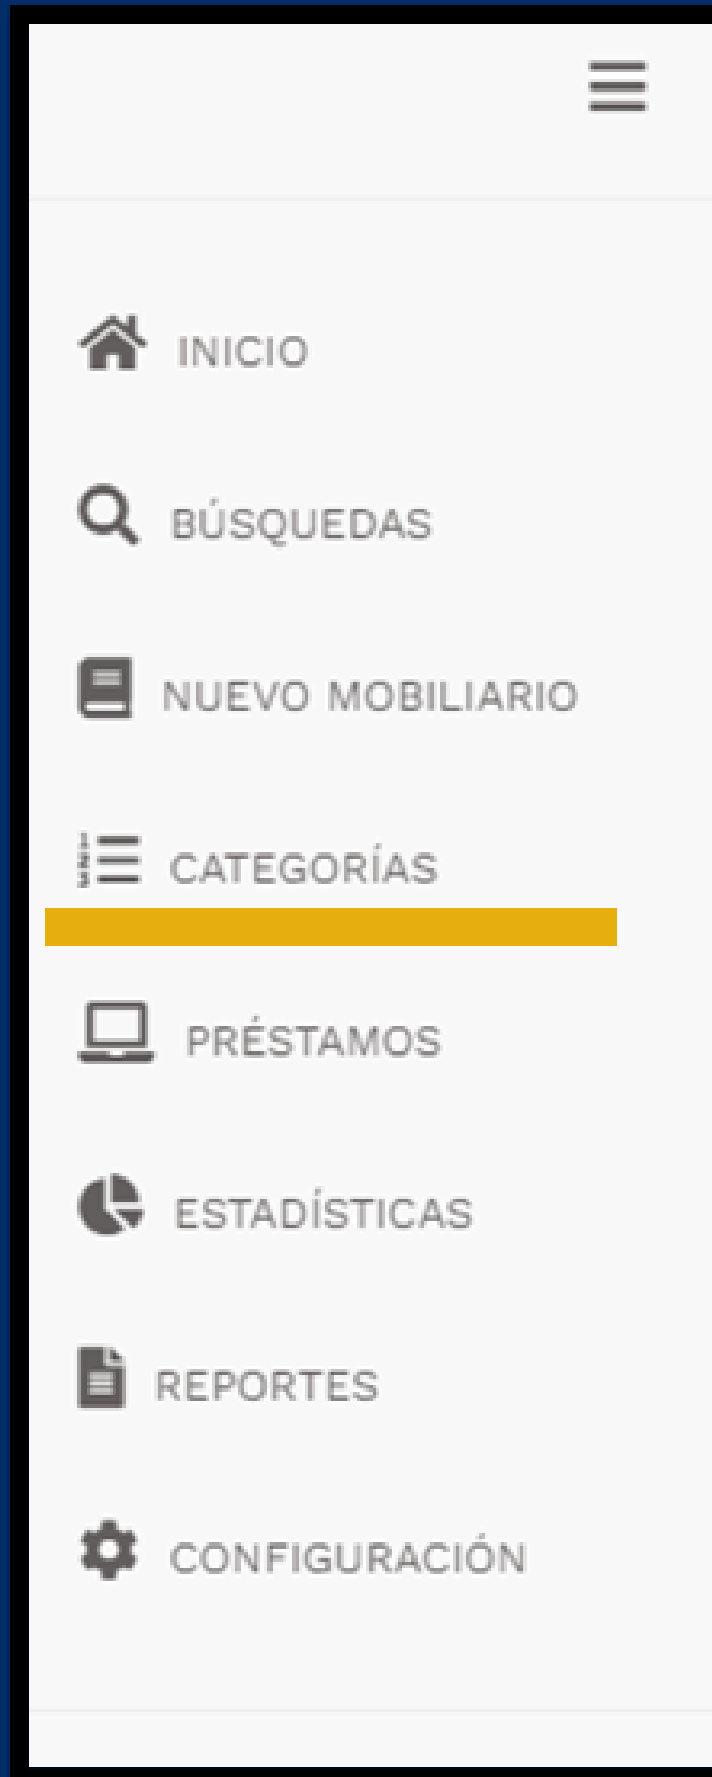 INICIO
BÚSQUEDAS
NUEVO MOBILIARIO
CATEGORÍAS
PRÉSTAMOS
ESTADÍSTICAS
REPORTES
CONFIGURACIÓN